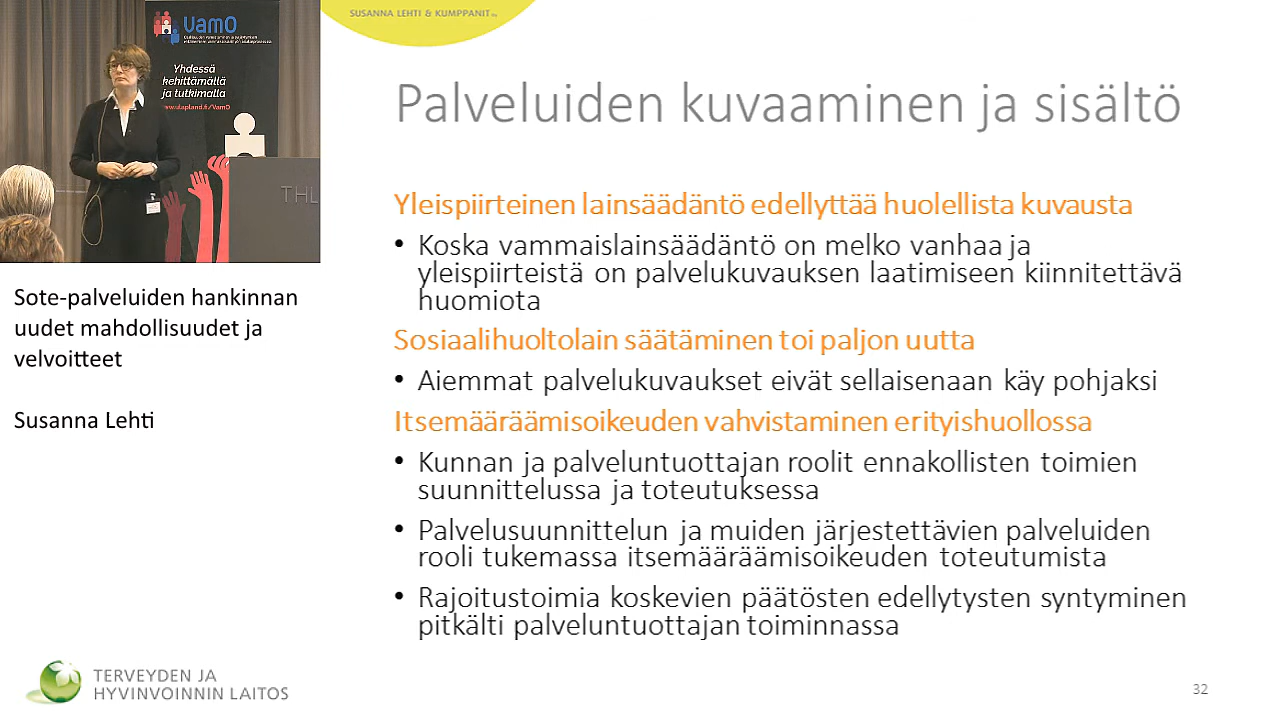 VamO
Yhdessä
kehittämällä
ja tutkimalla
www.ulapland.fi/VamO
THL
SUSANNA LEHTI & KUMPPANIT
Palveluiden kuvaaminen ja sisältö
Yleispiirteinen lainsäädäntö edellyttää huolellista kuvausta
• Koska vammaislainsäädäntö on melko vanhaa ja
yleispiirteistä on palvelukuvauksen laatimiseen kiinnitettävä
huomiota
Sosiaalihuoltolain säätäminen toi paljon uutta
• Aiemmat palvelukuvaukset eivät sellaisenaan käy pohjaksi
Itsemääräämisoikeuden vahvistaminen erityishuollossa
• Kunnan ja palveluntuottajan roolit ennakollisten toimien
suunnittelussa ja toteutuksessa
• Palvelusuunnittelun ja muiden järjestettävien palveluiden
rooli tukemassa itsemääräämisoikeuden toteutumista
• Rajoitustoimia koskevien päätösten edellytysten syntyminen
pitkälti palveluntuottajan toiminnassa
Sote-palveluiden hankinnan
uudet mahdollisuudet ja
velvoitteet
Susanna Lehti
TERVEYDEN JA
HYVINVOINNIN LAITOS
32